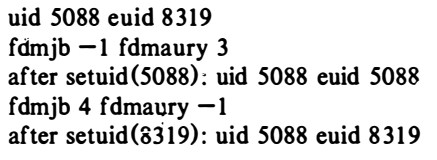 uid 5088 euid 8319
fdmjb −1 fdmaury 3
after setuid(5088): uid 5088 euid 5088
fdmjb 4 fdmaury −1
after setuid(8319): uid 5088 euid 8319